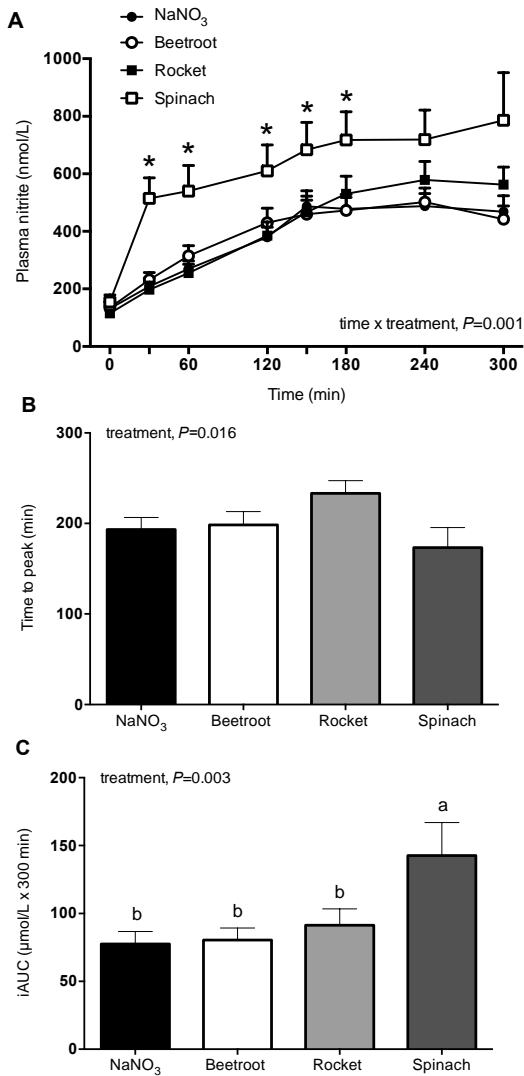 A
NaNO₃
Beetroot
Rocket
Spinach
1000
800
600
400
200
0
Plasma nitrite (nmol/L)
* * * * *
time x treatment, P=0.001
0 60 120 180 240 300
Time (min)
B
treatment, P=0.016
300
200
100
0
Time to peak (min)
NaNO₃ Beetroot Rocket Spinach
C
treatment, P=0.003
200
150
100
50
0
iAUC (µmol/L x 300 min)
b b b a
NaNO₃ Beetroot Rocket Spinach